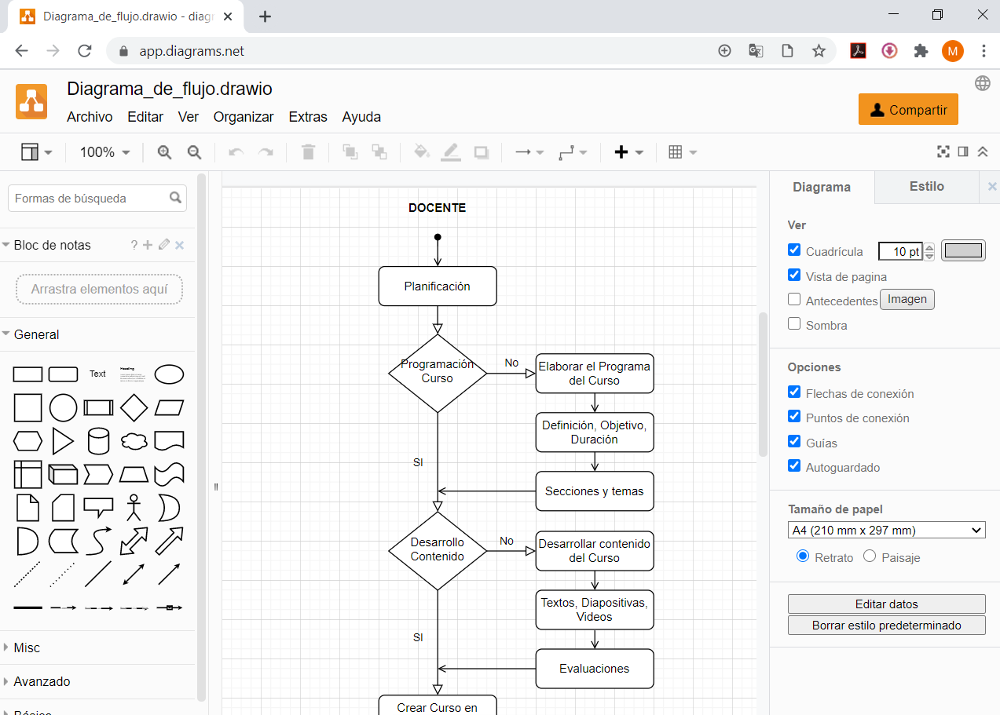 Diagrama_de_flujo.drawio - diagr
app.diagrams.net
M
Diagrama_de_flujo.drawio
Archivo Editar Ver Organizar Extras Ayuda
Compartir
100%
Formas de búsqueda
Bloc de notas
?
Arrastra elementos aquí
General
Text
Heading
Misc
Avanzado
Básico
DOCENTE
Planificación
Programación
Curso
No
Elaborar el Programa
del Curso
Definición, Objetivo,
Duración
SI
Secciones y temas
Desarrollo
Contenido
No
Desarrollar contenido
del Curso
Textos, Diapositivas,
Videos
SI
Evaluaciones
Crear Curso en
Diagrama Estilo
Ver
Cuadrícula 10 pt
Vista de pagina
Antecedentes Imagen
Sombra
Opciones
Flechas de conexión
Puntos de conexión
Guías
Autoguardado
Tamaño de papel
A4 (210 mm x 297 mm)
Retrato Paisaje
Editar datos
Borrar estilo predeterminado